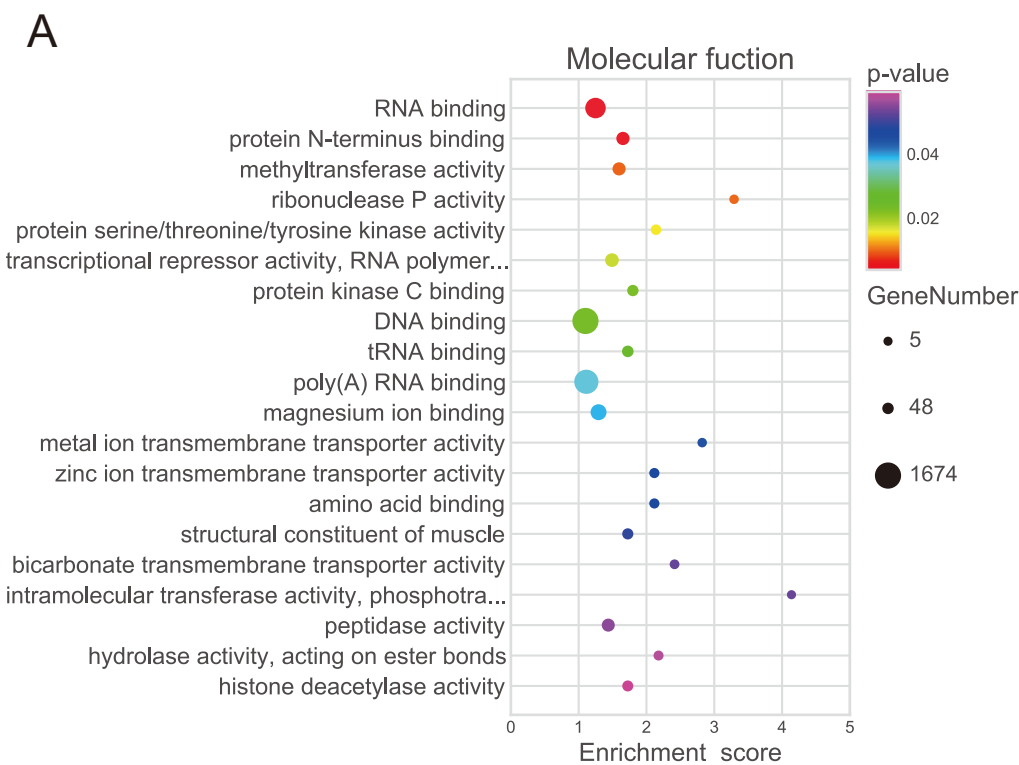 A
Molecular fuction
p-value
RNA binding
protein N-terminus binding
methyltransferase activity
ribonuclease P activity
protein serine/threonine/tyrosine kinase activity
transcriptional repressor activity, RNA polymer...
protein kinase C binding
DNA binding
tRNA binding
poly(A) RNA binding
magnesium ion binding
metal ion transmembrane transporter activity
zinc ion transmembrane transporter activity
amino acid binding
structural constituent of muscle
bicarbonate transmembrane transporter activity
intramolecular transferase activity, phosphotra...
peptidase activity
hydrolase activity, acting on ester bonds
histone deacetylase activity
0.04
0.02
GeneNumber
5
48
1674
0 1 2 3 4 5
Enrichment score